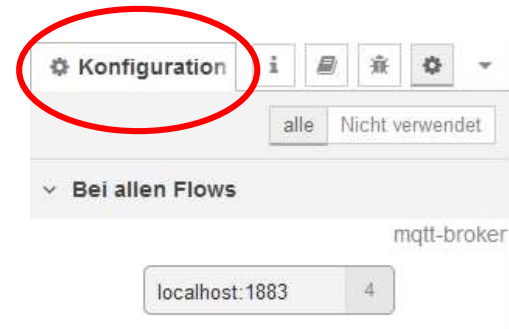 Konfiguration i
alle Nicht verwendet
Bei allen Flows
mqtt-broker
localhost:1883 4